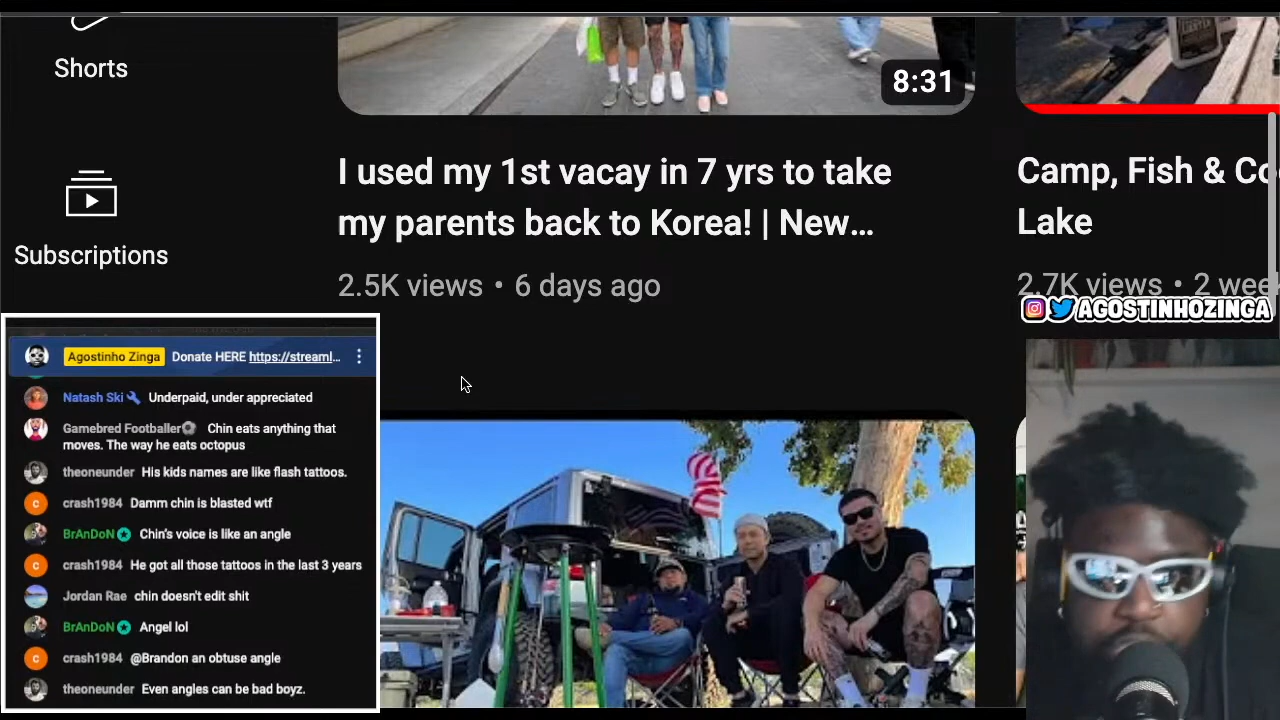 Shorts
8:31
I used my 1st vacay in 7 yrs to take
my parents back to Korea! | New...
2.5K views • 6 days ago
Subscriptions
Camp, Fish & Co
Lake
2.7K views • 2 wee
AGOSTINHOZINGA
Agostinho Zinga Donate HERE https://streaml...
Natash Ski Underpaid, under appreciated
Gamebred Footballer Chin eats anything that
moves. The way he eats octopus
theoneunder His kids names are like flash tattoos.
crash1984 Damm chin is blasted wtf
BrAnDoN Chin's voice is like an angle
crash1984 He got all those tattoos in the last 3 years
Jordan Rae chin doesn't edit shit
BrAnDoN Angel lol
crash1984 @Brandon an obtuse angle
theoneunder Even angles can be bad boyz.